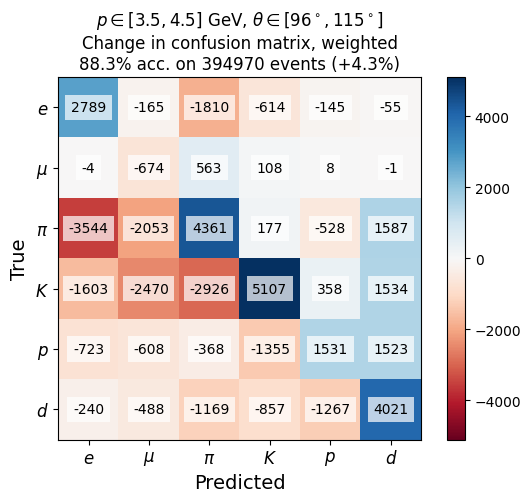 p ∈ [3.5, 4.5] GeV, θ ∈ [96°, 115°]
Change in confusion matrix, weighted
88.3% acc. on 394970 events (+4.3%)
e 2789 -165 -1810 -614 -145 -55
μ -4 -674 563 108 8 -1
π -3544 -2053 4361 177 -528 1587
K -1603 -2470 -2926 5107 358 1534
p -723 -608 -368 -1355 1531 1523
d -240 -488 -1169 -857 -1267 4021
e μ π K p d
True
Predicted
4000
2000
0
−2000
−4000